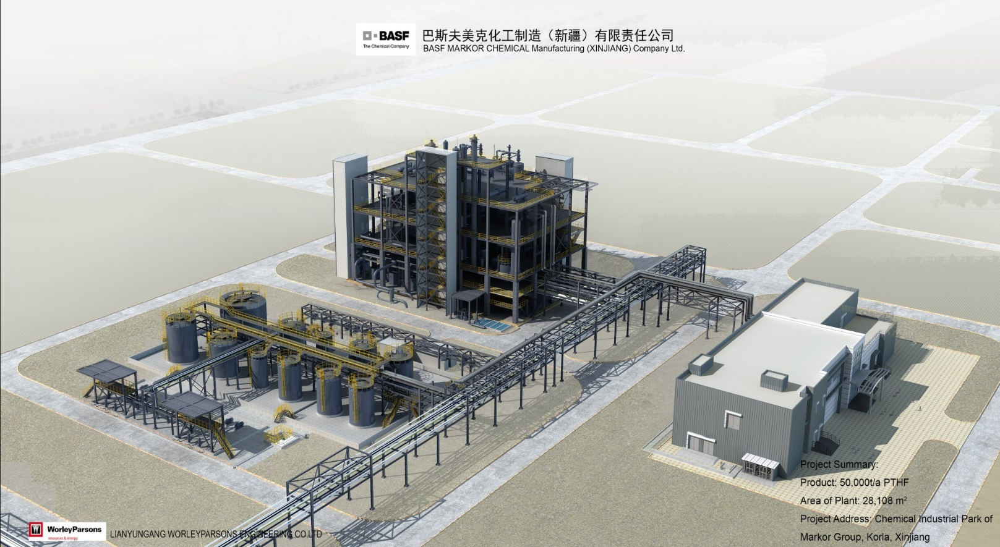 BASF
The Chemical Company
巴斯夫美克化工制造（新疆）有限责任公司
BASF MARKOR CHEMICAL Manufacturing (XINJIANG) Company Ltd.
Project Summary:
Product: 50,000t/a PTHF
Area of Plant: 28,108 m²
Project Address: Chemical Industrial Park of
Markor Group, Korla, Xinjiang
WorleyParsons
resources & energy
LIANYUNGANG WORLEYPARSONS ENGINEERING CO.LTD